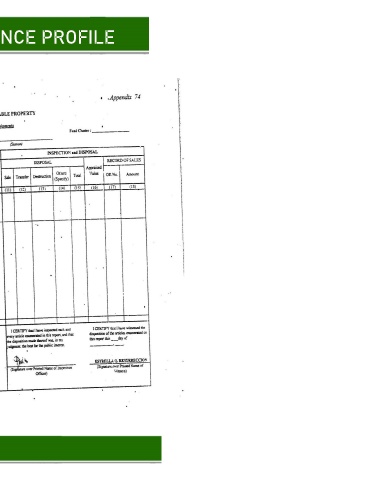 NCE PROFILE
Appendix 74
ABLE PROPERTY
Fund Cluster :
INSPECTION and DISPOSAL
DISPOSAL
RECORD OF SALES
Sale Transfer Destruction Others (Specify) Total Appraised Value OR No. Amount
(11) (12) (13) (14) (15) (16) (17) (18)
I CERTIFY that I have inspected each and
every article enumerated in this report, and that
the disposition made thereof was, in my
judgment, the best for the public interest.
I CERTIFY that I have witnessed the
disposition of the articles enumerated in
this report this ___ day of
(Signature over Printed Name of Inspection
Officer)
(Signature over Printed Name of
Witness)